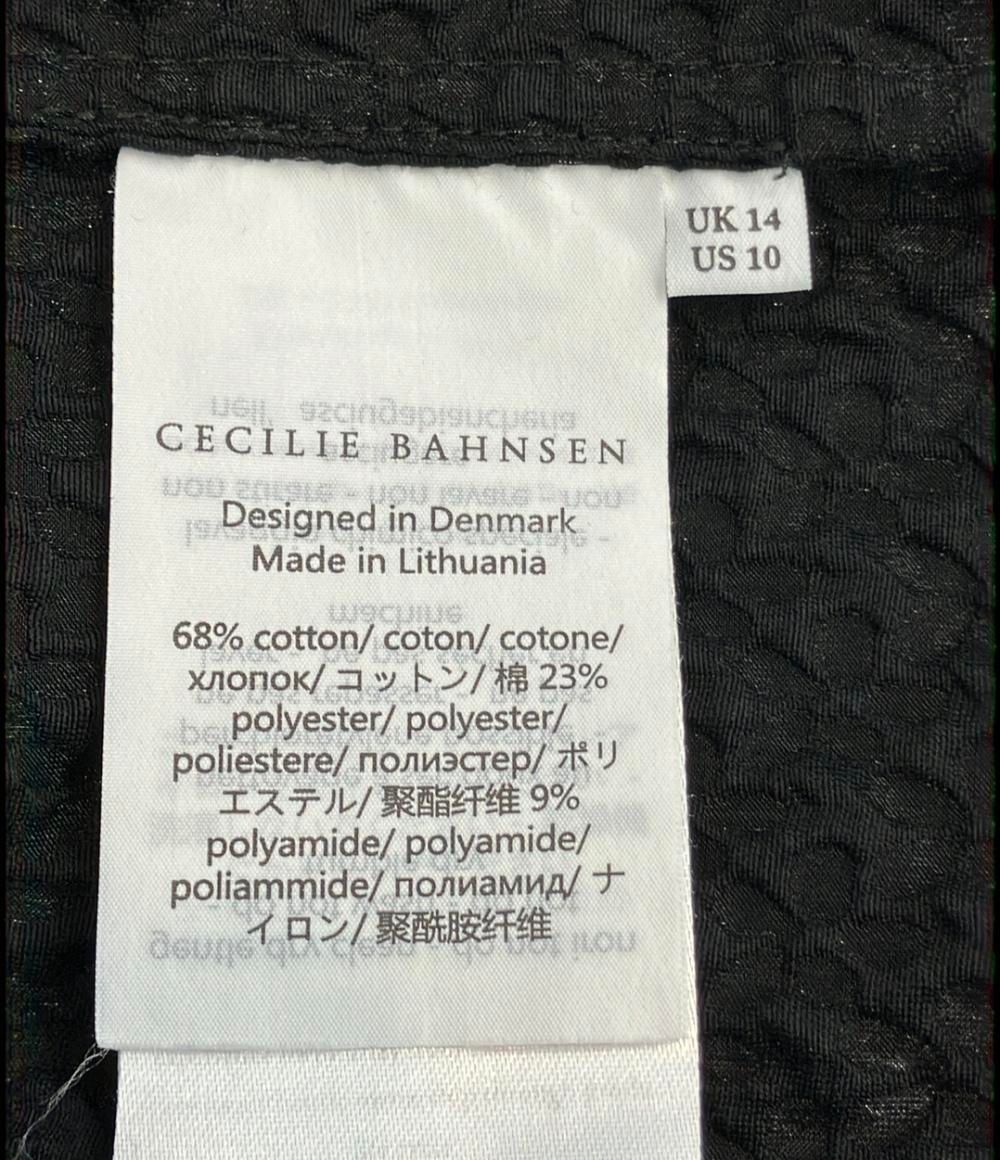 UK 14
US 10
CECILIE BAHNSEN
Designed in Denmark
Made in Lithuania
68% cotton/ coton/ cotone/
хлопок/ コットン/ 棉 23%
polyester/ polyester/
poliestere/ полиэстер/ ポリ
エステル/ 聚酯纤维 9%
polyamide/ polyamide/
poliammide/ полиамид/ ナ
イロン/ 聚酰胺纤维